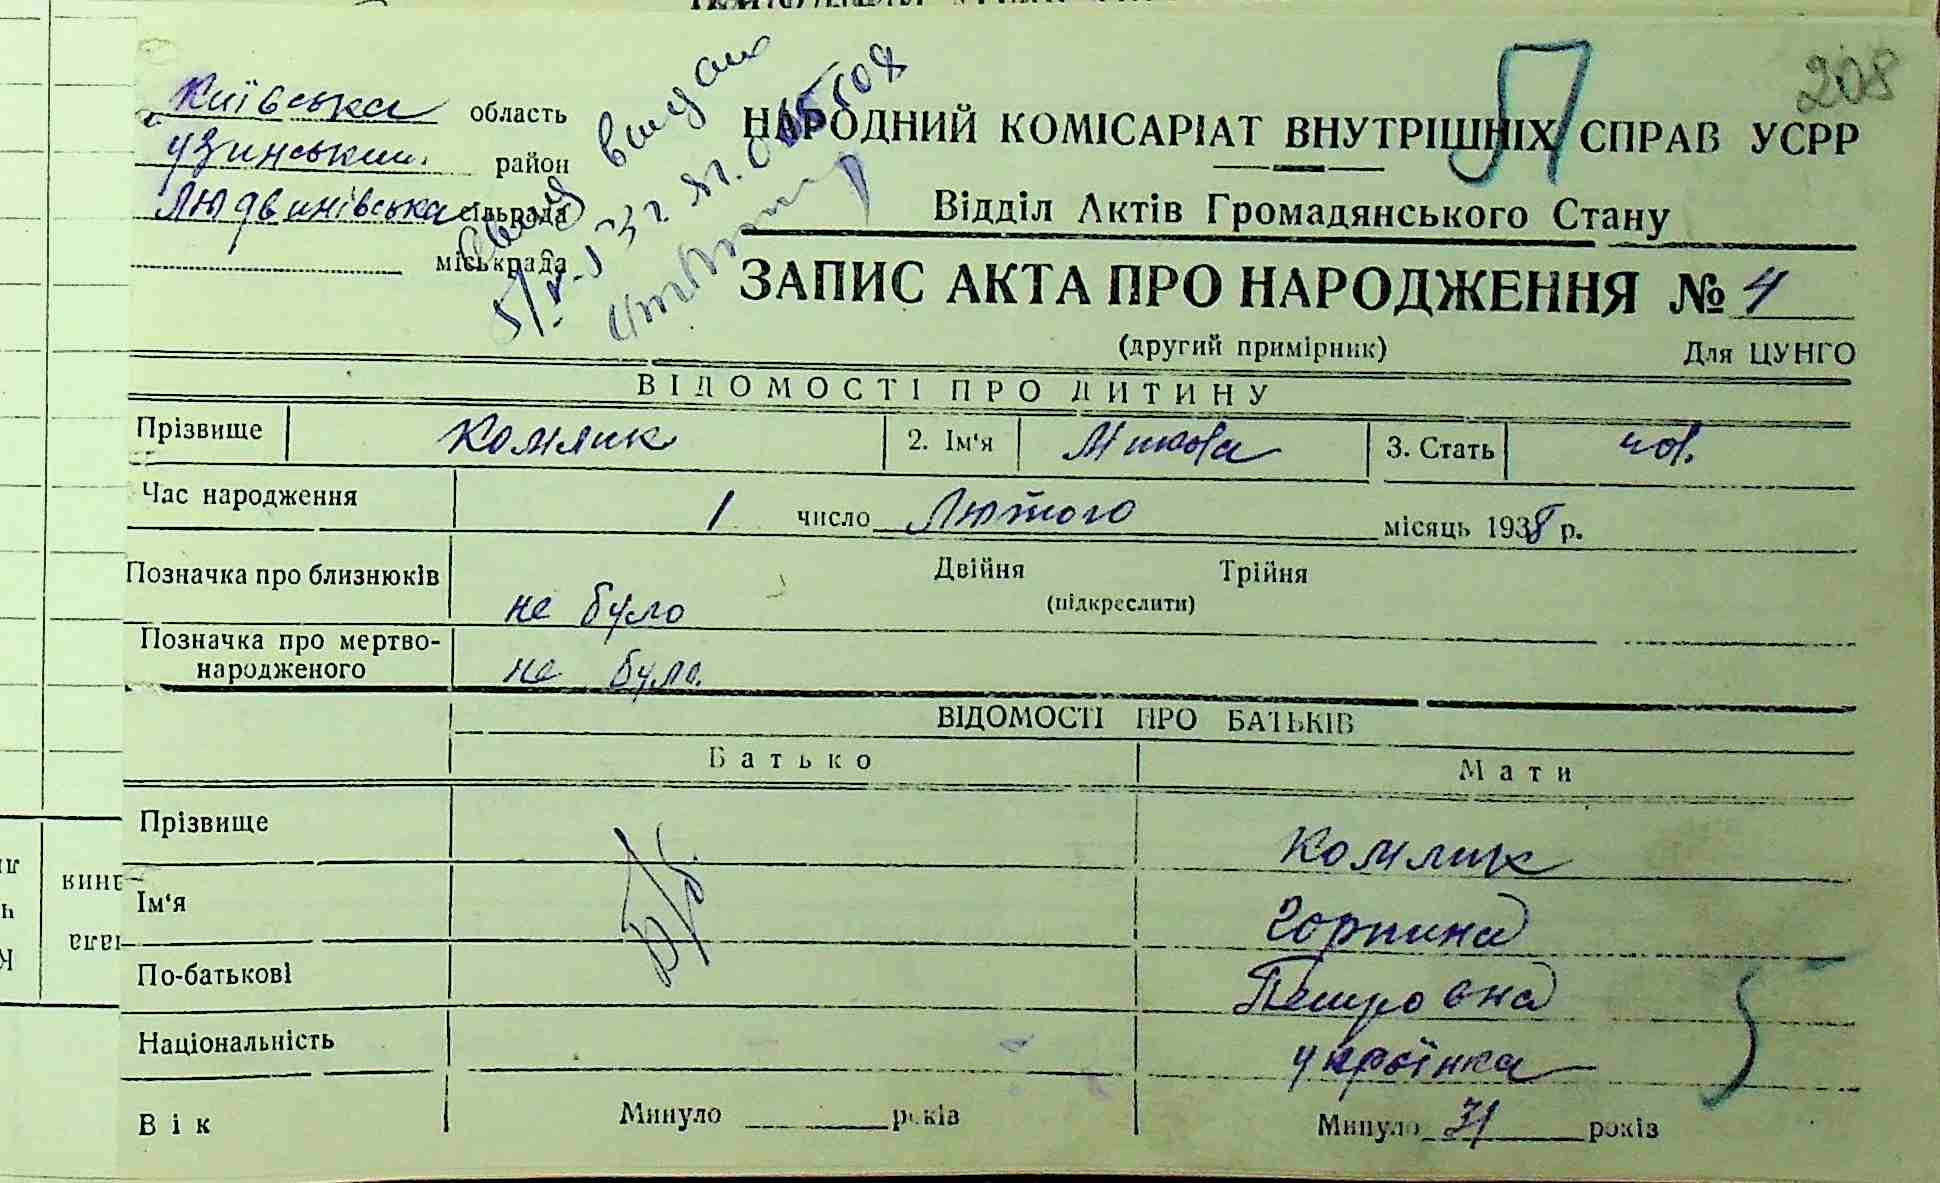 208
Київська область
Узинський район
Людвинівська сільрада
міськрада
НАРОДНИЙ КОМІСАРІАТ ВНУТРІШНІХ СПРАВ УСРР
Відділ Актів Громадянського Стану
ЗАПИС АКТА ПРО НАРОДЖЕННЯ № 4
(другий примірник) Для ЦУНГО
ВІДОМОСТІ ПРО ДИТИНУ
Прізвище Комлик 2. Ім'я Микола 3. Стать чол.
Час народження 1 число Лютого місяць 1938 р.
Позначка про близнюків не було Двійня Трійня
(підкреслити)
Позначка про мертво-
народженого не було
ВІДОМОСТІ ПРО БАТЬКІВ
Батько Мати
Прізвище Комлик
Ім'я Горпина
По-батькові Петровна
Національність українка
Вік Минуло років Минуло 31 років